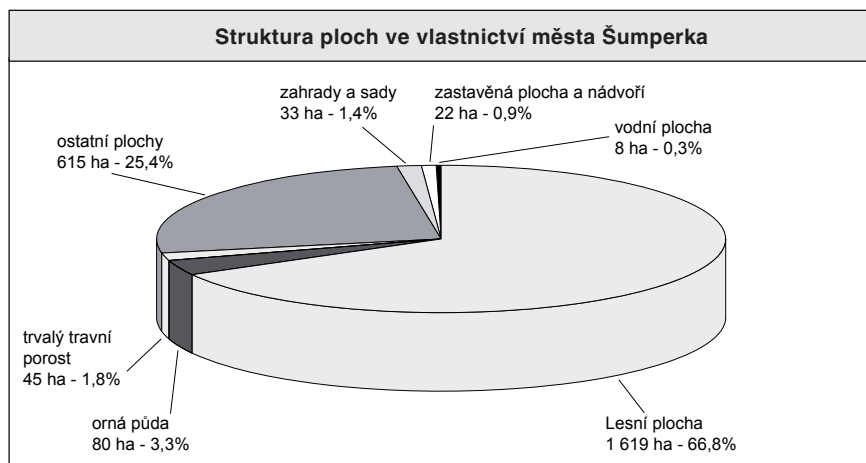 Struktura ploch ve vlastnictví města Šumperka
zahrady a sady
33 ha - 1,4%
zastavěná plocha a nádvoří
22 ha - 0,9%
vodní plocha
8 ha - 0,3%
ostatní plochy
615 ha - 25,4%
trvalý travní
porost
45 ha - 1,8%
orná půda
80 ha - 3,3%
Lesní plocha
1 619 ha - 66,8%